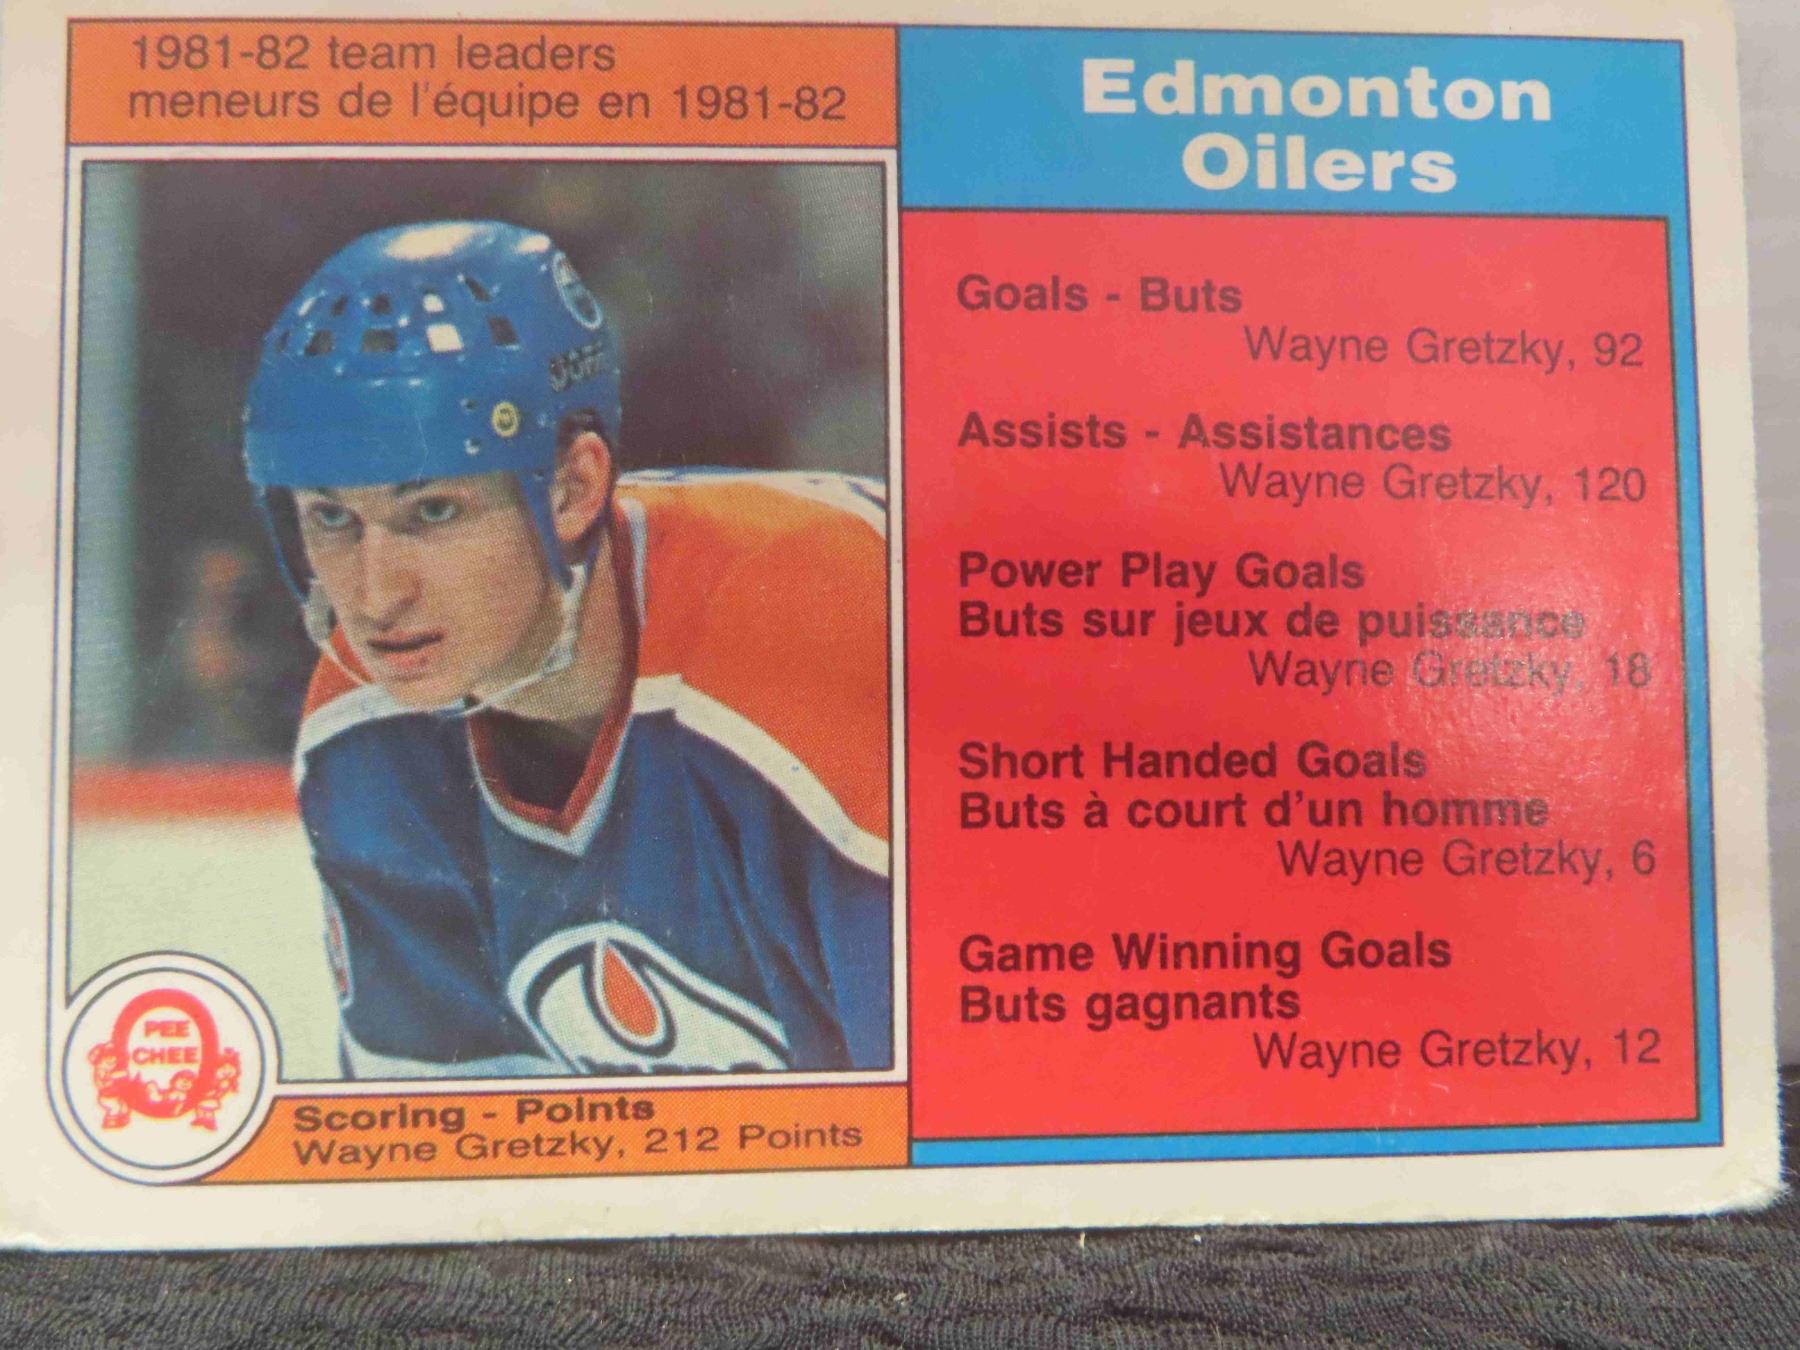 1981-82 team leaders
meneurs de l'équipe en 1981-82
Edmonton
Oilers
Goals - Buts
Wayne Gretzky, 92
Assists - Assistances
Wayne Gretzky, 120
Power Play Goals
Buts sur jeux de puissance
Wayne Gretzky, 18
Short Handed Goals
Buts à court d'un homme
Wayne Gretzky, 6
Game Winning Goals
Buts gagnants
Wayne Gretzky, 12
PEE
CHEE
Scoring - Points
Wayne Gretzky, 212 Points